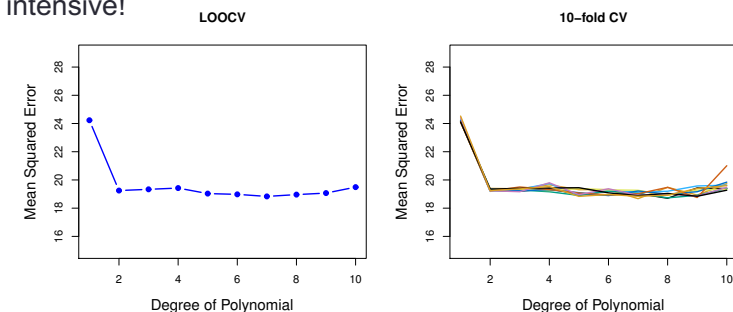 intensive!
LOOCV
Mean Squared Error
28
26
24
22
20
18
16
2 4 6 8 10
Degree of Polynomial
10−fold CV
Mean Squared Error
28
26
24
22
20
18
16
2 4 6 8 10
Degree of Polynomial